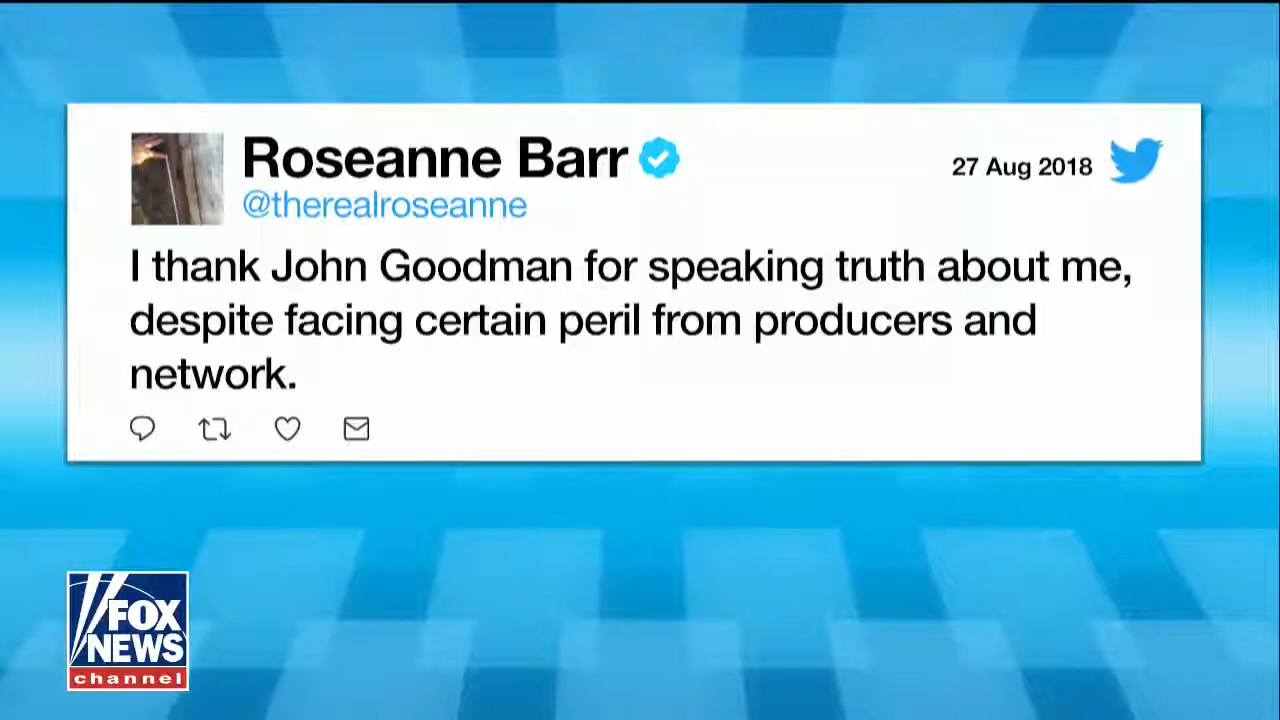 Roseanne Barr
@therealroseanne
27 Aug 2018
I thank John Goodman for speaking truth about me,
despite facing certain peril from producers and
network.
FOX
NEWS
channel